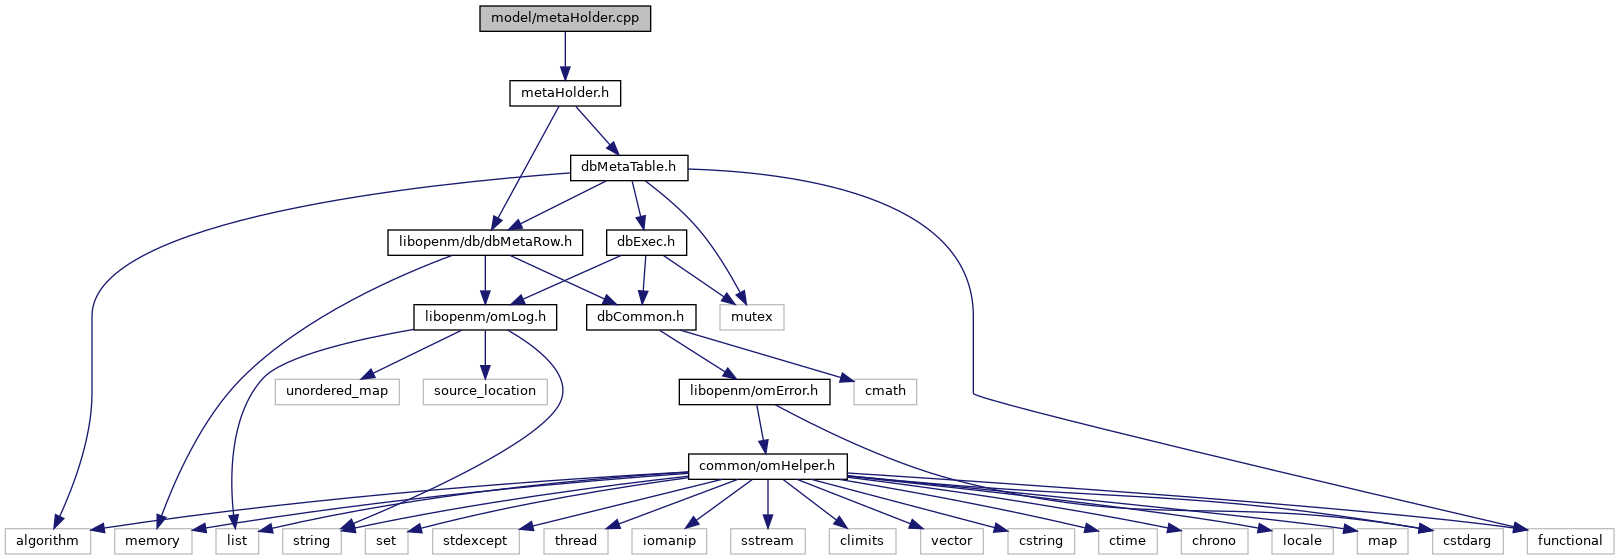 model/metaHolder.cpp
metaHolder.h
dbMetaTable.h
libopenm/db/dbMetaRow.h
dbExec.h
libopenm/omLog.h
dbCommon.h
mutex
unordered_map
source_location
libopenm/omError.h
cmath
common/omHelper.h
algorithm
memory
list
string
set
stdexcept
thread
iomanip
sstream
climits
vector
cstring
ctime
chrono
locale
map
cstdarg
functional